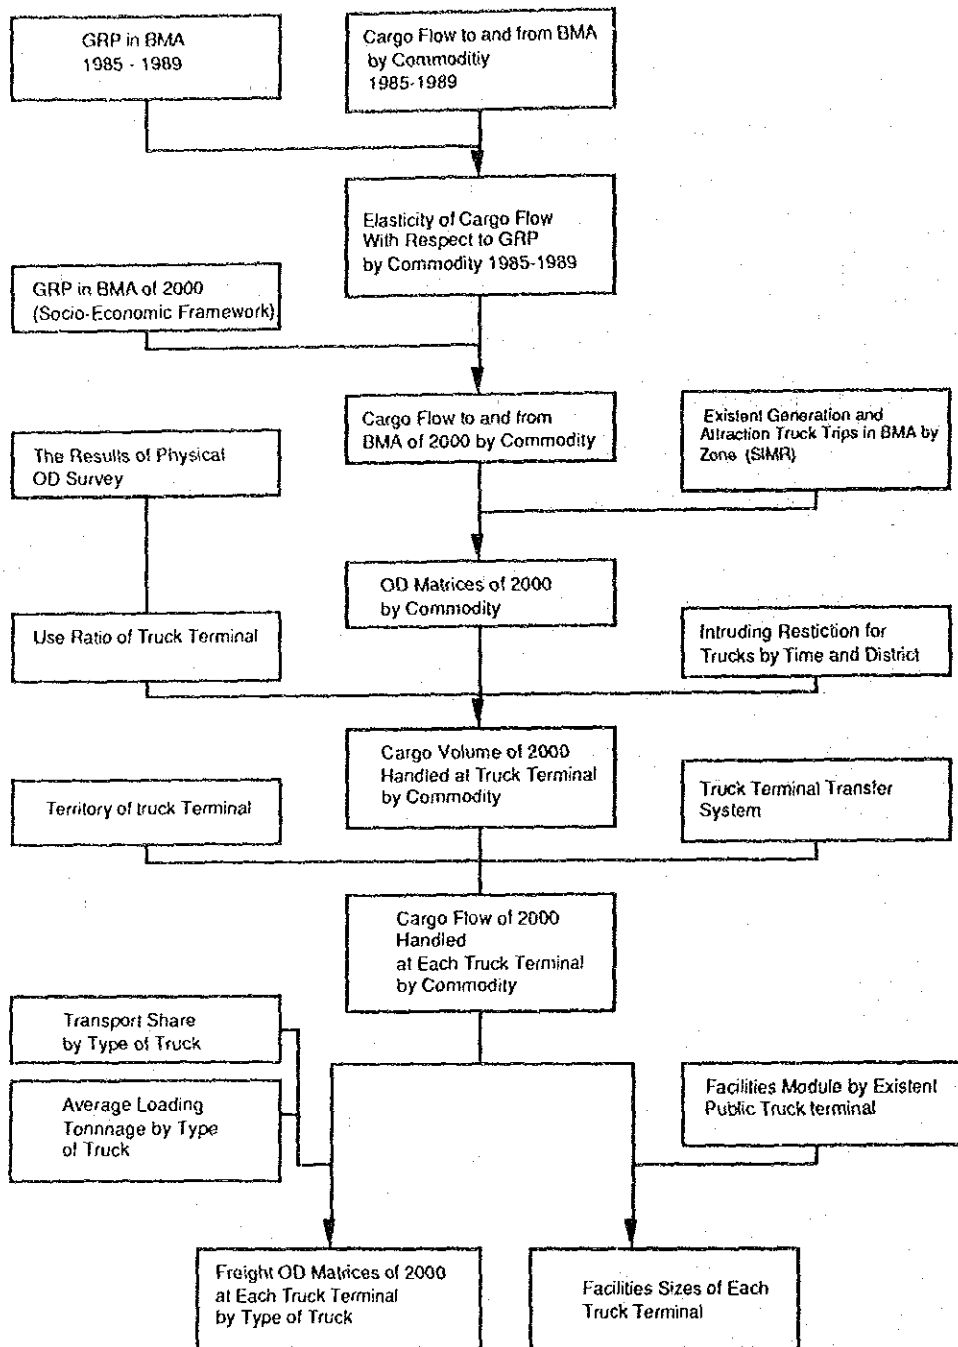 GRP in BMA
1985 - 1989
Cargo Flow to and from BMA
by Commoditiy
1985-1989
Elasticity of Cargo Flow
With Respect to GRP
by Commodity 1985-1989
GRP in BMA of 2000
(Socio-Economic Framework)
Cargo Flow to and from
BMA of 2000 by Commodity
Existent Generation and
Attraction Truck Trips in BMA by
Zone (SIMR)
The Results of Physical
OD Survey
OD Matrices of 2000
by Commodity
Use Ratio of Truck Terminal
Intruding Restiction for
Trucks by Time and District
Cargo Volume of 2000
Handled at Truck Terminal
by Commodity
Territory of truck Terminal
Truck Terminal Transfer
System
Cargo Flow of 2000
Handled
at Each Truck Terminal
by Commodity
Transport Share
by Type of Truck
Average Loading
Tonnnage by Type
of Truck
Facilities Module by Existent
Public Truck terminal
Freight OD Matrices of 2000
at Each Truck Terminal
by Type of Truck
Facilities Sizes of Each
Truck Terminal